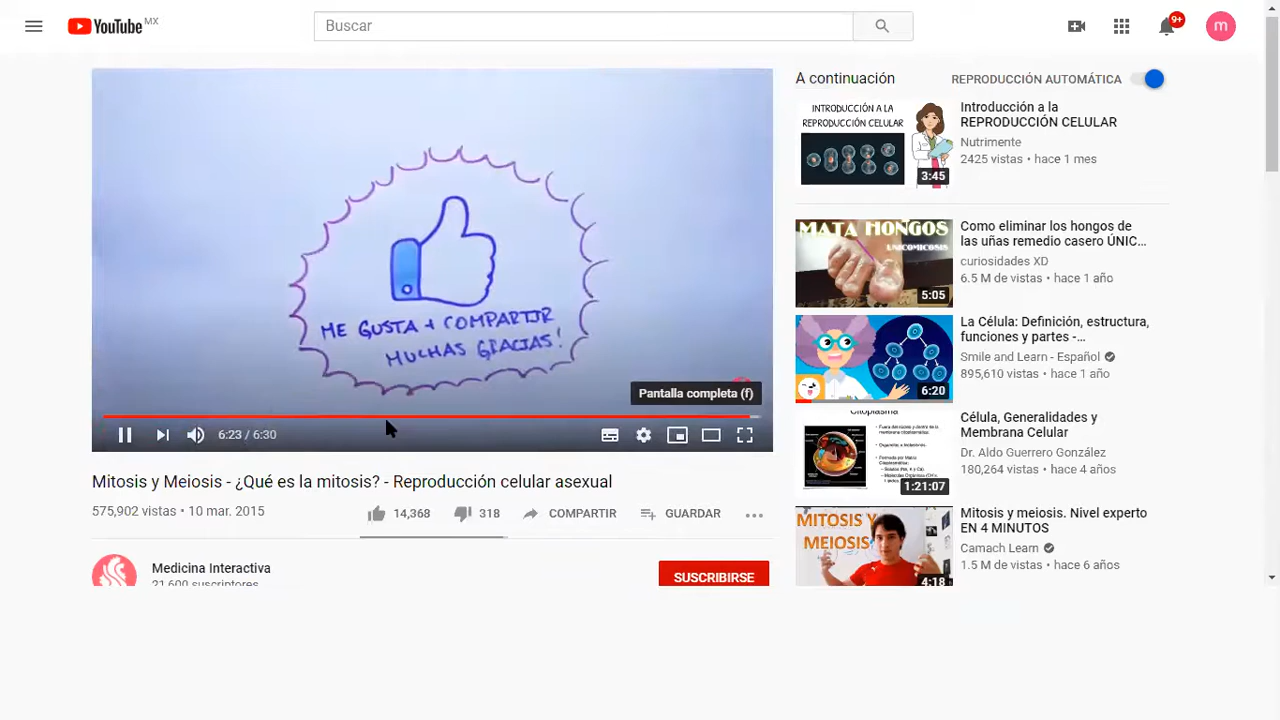 YouTube MX
Buscar
9+
m
ME GUSTA + COMPARTIR
MUCHAS GRACIAS!
Pantalla completa (f)
6:23 / 6:30
Mitosis y Meiosis - ¿Qué es la mitosis? - Reproducción celular asexual
575,902 vistas • 10 mar. 2015
14,368
318
COMPARTIR
GUARDAR
Medicina Interactiva
21,600 suscriptores
SUSCRIBIRSE
A continuación
REPRODUCCIÓN AUTOMÁTICA
INTRODUCCIÓN A LA
REPRODUCCIÓN CELULAR
3:45
Introducción a la
REPRODUCCIÓN CELULAR
Nutrimente
2425 vistas • hace 1 mes
MATA HONGOS
UNICOMICOSIS
5:05
Como eliminar los hongos de
las uñas remedio casero ÚNIC...
curiosidades XD
6.5 M de vistas • hace 1 año
6:20
La Célula: Definición, estructura,
funciones y partes -...
Smile and Learn - Español
895,610 vistas • hace 1 año
Citoplasma
1:21:07
Célula, Generalidades y
Membrana Celular
Dr. Aldo Guerrero González
180,264 vistas • hace 4 años
MITOSIS Y
MEIOSIS
4:18
Mitosis y meiosis. Nivel experto
EN 4 MINUTOS
Camach Learn
1.5 M de vistas • hace 6 años